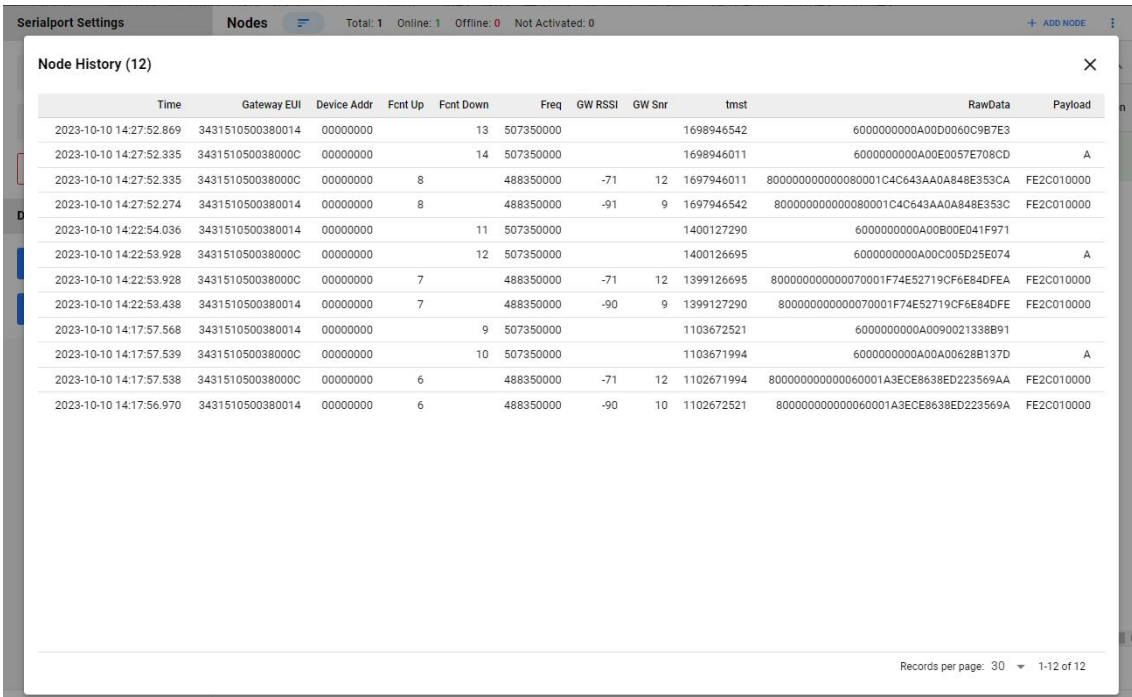 Serialport Settings Nodes Total: 1 Online: 1 Offline: 0 Not Activated: 0 + ADD NODE
Node History (12)
Time Gateway EUI Device Addr Fcnt Up Fcnt Down Freq GW RSSI GW Snr tmst RawData Payload
2023-10-10 14:27:52.869 3431510500380014 00000000 13 507350000 1698946542 6000000000A00D0060C9B7E3
2023-10-10 14:27:52.335 343151050038000C 00000000 14 507350000 1698946011 6000000000A00E0057E708CD A
2023-10-10 14:27:52.335 343151050038000C 00000000 8 488350000 -71 12 1697946011 800000000000080001C4C643AA0A848E353CA FE2C010000
2023-10-10 14:27:52.274 3431510500380014 00000000 8 488350000 -91 9 1697946542 800000000000080001C4C643AA0A848E353C FE2C010000
2023-10-10 14:22:54.036 3431510500380014 00000000 11 507350000 1400127290 6000000000A00B00E041F971
2023-10-10 14:22:53.928 343151050038000C 00000000 12 507350000 1400126695 6000000000A00C005D25E074 A
2023-10-10 14:22:53.928 343151050038000C 00000000 7 488350000 -71 12 1399126695 800000000000070001F74E52719CF6E84DFEA FE2C010000
2023-10-10 14:22:53.438 3431510500380014 00000000 7 488350000 -90 9 1399127290 800000000000070001F74E52719CF6E84DFE FE2C010000
2023-10-10 14:17:57.568 3431510500380014 00000000 9 507350000 1103672521 6000000000A0090021338B91
2023-10-10 14:17:57.539 343151050038000C 00000000 10 507350000 1103671994 6000000000A00A00628B137D A
2023-10-10 14:17:57.538 343151050038000C 00000000 6 488350000 -71 12 1102671994 800000000000060001A3ECE8638ED223569AA FE2C010000
2023-10-10 14:17:56.970 3431510500380014 00000000 6 488350000 -90 10 1102672521 800000000000060001A3ECE8638ED223569A FE2C010000
Records per page: 30 1-12 of 12